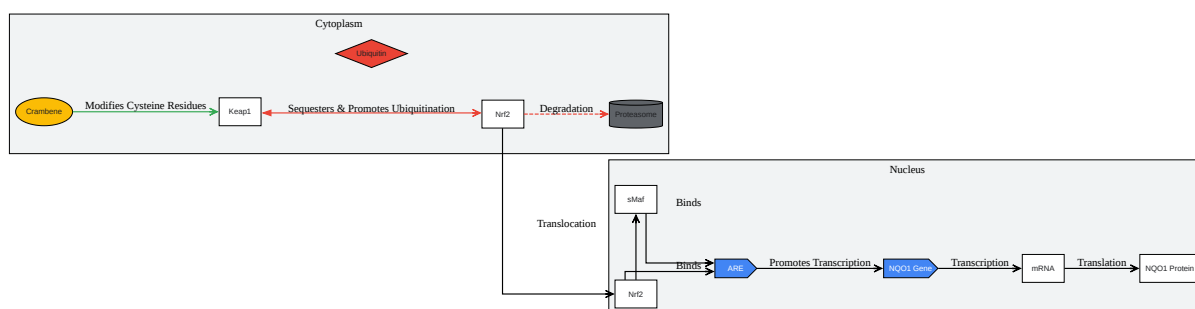 Cytoplasm
Ubiquitin
Crambene
Modifies Cysteine Residues
Keap1
Sequesters & Promotes Ubiquitination
Nrf2
Degradation
Proteasome
Translocation
Nucleus
sMaf
Binds
Binds
Nrf2
ARE
Promotes Transcription
NQO1 Gene
Transcription
mRNA
Translation
NQO1 Protein